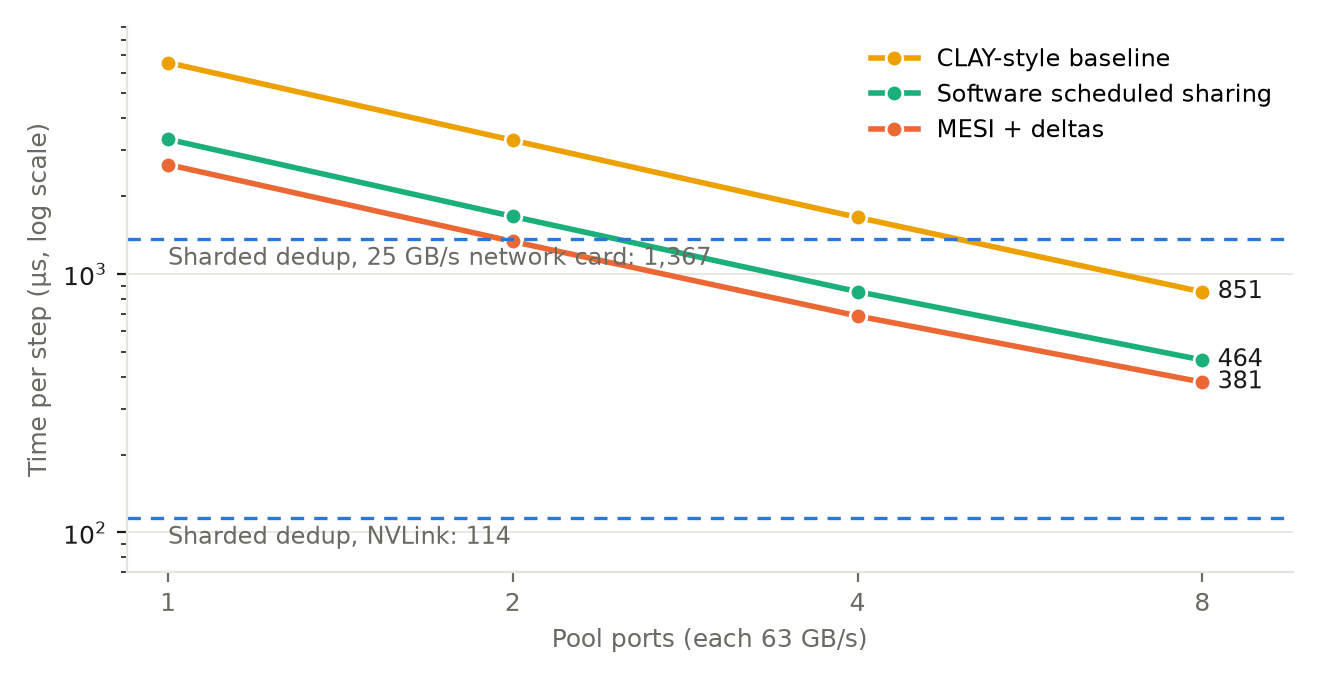 CLAY-style baseline
Software scheduled sharing
MESI + deltas
Time per step (µs, log scale)
10³
10²
Sharded dedup, 25 GB/s network card: 1,367
851
464
381
Sharded dedup, NVLink: 114
1 2 4 8
Pool ports (each 63 GB/s)